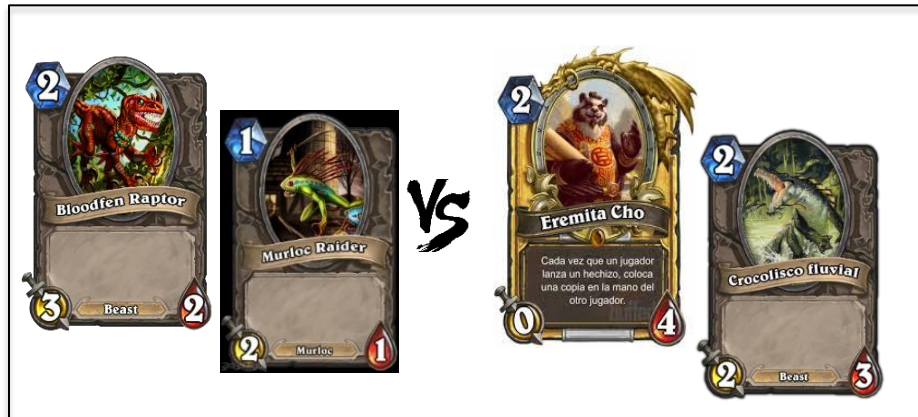 2
Bloodfen Raptor
3
Beast
2
1
Murloc Raider
2
Murloc
1
VS
2
Eremita Cho
Cada vez que un jugador
lanza un hechizo, coloca
una copia en la mano del
otro jugador.
0
4
2
Crocolisco fluvial
2
Beast
3